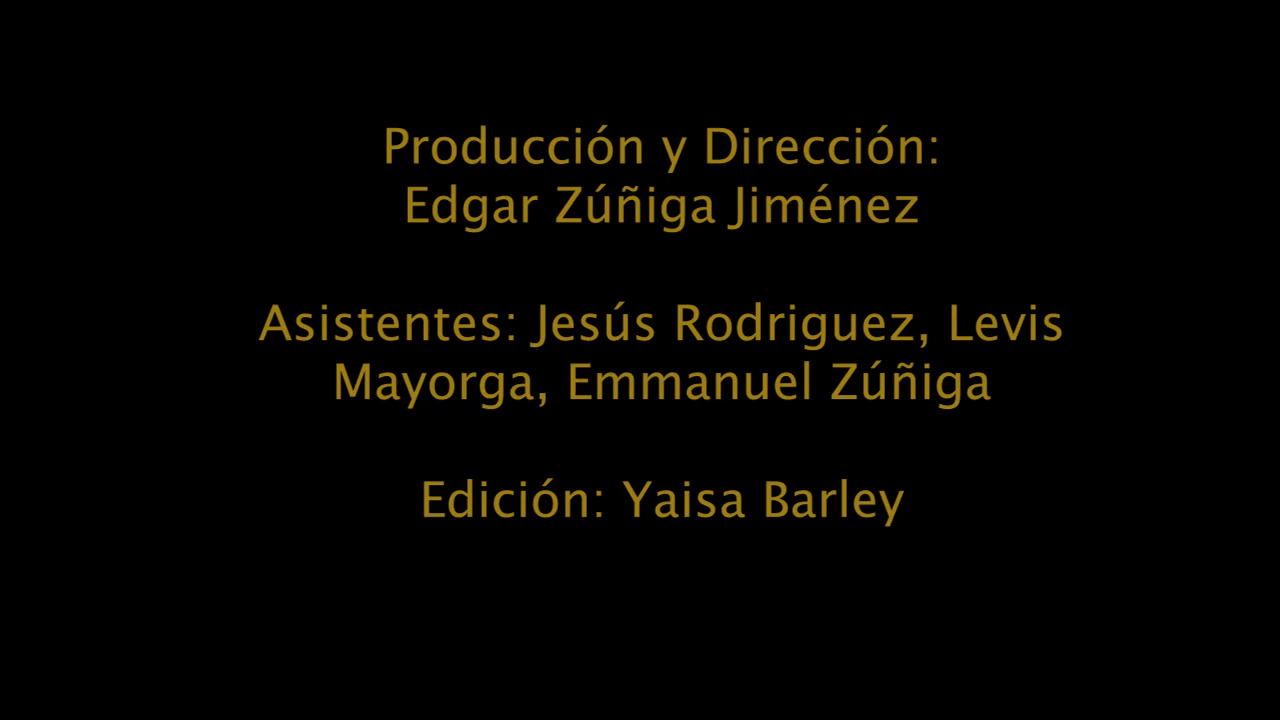 Producción y Dirección:
Edgar Zúñiga Jiménez
Asistentes: Jesús Rodriguez, Levis
Mayorga, Emmanuel Zúñiga
Edición: Yaisa Barley